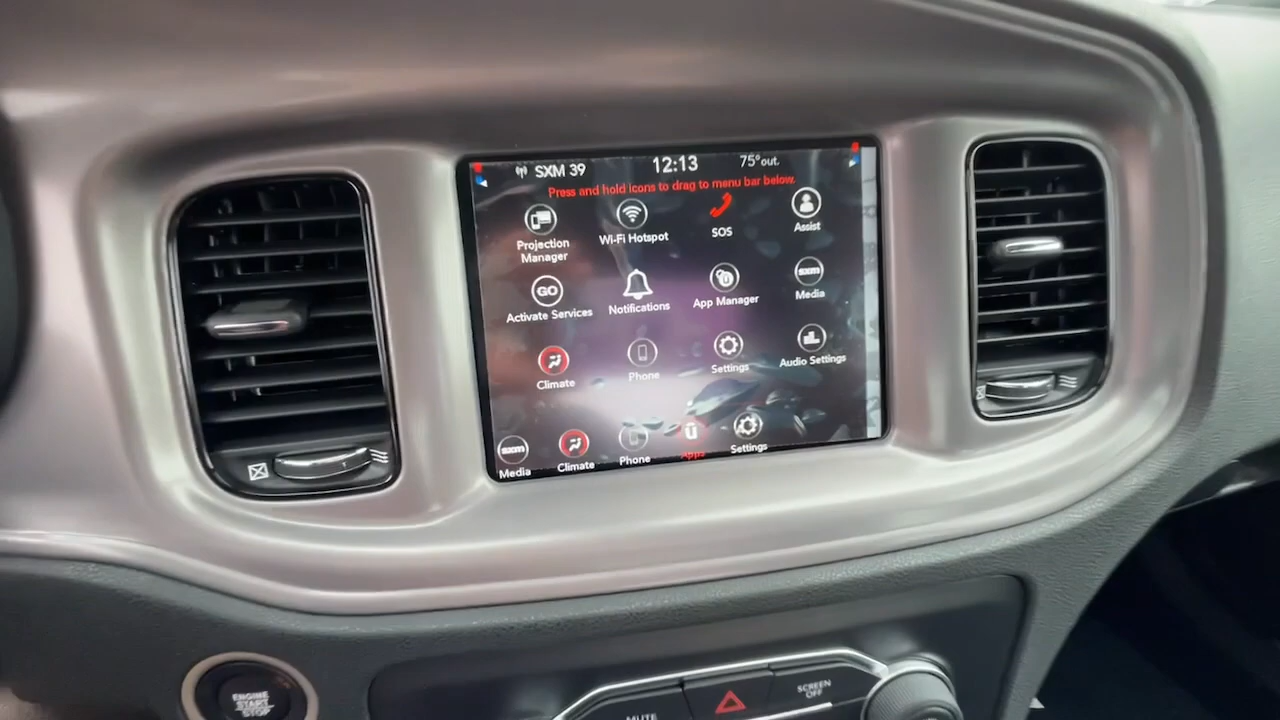 SXM 39
12:13
75°out.
Press and hold icons to drag to menu bar below.
Projection
Manager
Wi-Fi Hotspot
SOS
Assist
GO
Activate Services
Notifications
App Manager
sxm
Media
Climate
Phone
Settings
Audio Settings
sxm
Media
Climate
Phone
Apps
Settings
ENGINE
START
STOP
MUTE
SCREEN
OFF